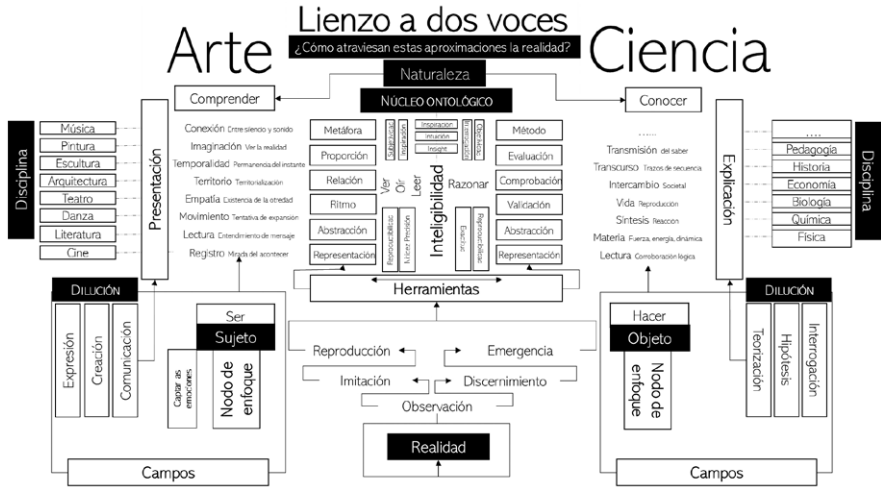 Lienzo a dos voces
Arte
¿Cómo atraviesan estas aproximaciones la realidad?
Ciencia
Naturaleza
NÚCLEO ONTOLÓGICO
Comprender
Conocer
Disciplina
Música
Pintura
Escultura
Arquitectura
Teatro
Danza
Literatura
Cine
Presentación
Conexión Entre silencio y sonido
Imaginación Ver la realidad
Temporalidad Permanencia del instante
Territorio Territorialización
Empatía Existencia de la otredad
Movimiento Tentativa de expansión
Lectura Entendimiento de mensaje
Registro Mirada del acontecer
Metáfora
Proporción
Relación
Ritmo
Abstracción
Representación
Subjetividad
Inspiración
Inspiración
Intuición
Insight
Ver
Oír
Leer
Inteligibilidad
Razonar
Método
Evaluación
Comprobación
Validación
Abstracción
Representación
......
Transmisión del saber
Transcurso Trazos de secuencia
Intercambio Societal
Vida Reproducción
Síntesis Reacción
Materia Fuerza, energía, dinámica
Lectura Corroboración lógica
Explicación
....
Pedagogía
Historia
Economía
Biología
Química
Física
Disciplina
Herramientas
DILUCIÓN
Expresión
Creación
Comunicación
Ser
Sujeto
Captar as emociones
Nodo de
enfoque
Campos
Reproducción
Emergencia
Imitación
Discernimiento
Observación
Realidad
Hacer
Objeto
Nodo de
enfoque
DILUCIÓN
Teorización
Hipótesis
Interrogación
Campos